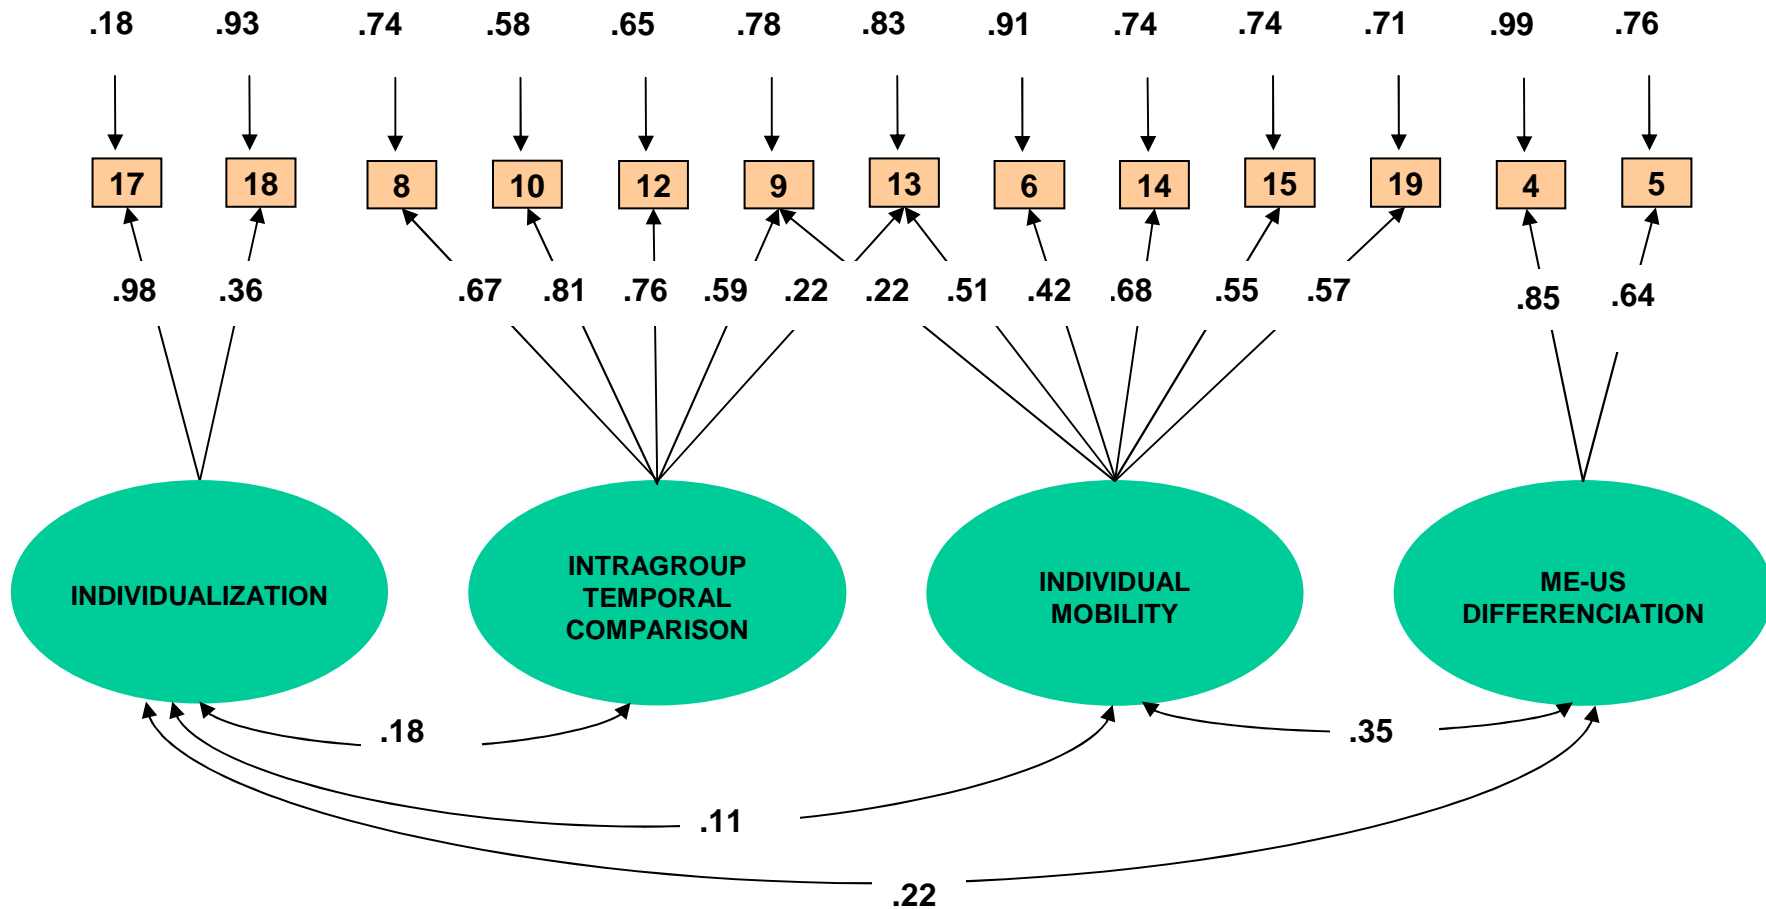 .18 .93 .74 .58 .65 .78 .83 .91 .74 .74 .71 .99 .76
17 18 8 10 12 9 13 6 14 15 19 4 5
.98 .36 .67 .81 .76 .59 .22 .22 .51 .42 .68 .55 .57 .85 .64
INDIVIDUALIZATION
INTRAGROUP
TEMPORAL
COMPARISON
INDIVIDUAL
MOBILITY
ME-US
DIFFERENCIATION
.18
.35
.11
.22